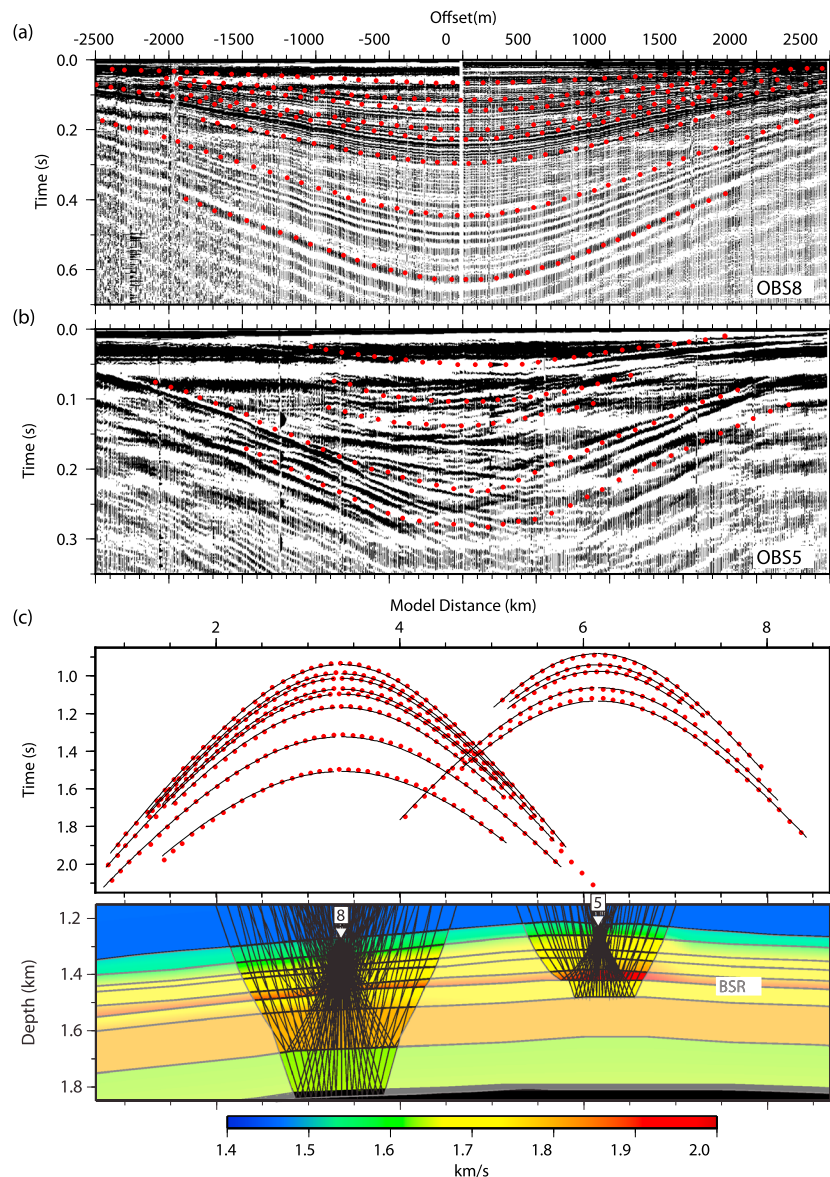 Offset(m)
(a)
-2500 -2000 -1500 -1000 -500 0 500 1000 1500 2000 2500
0.0
0.2
0.4
0.6
Time (s)
OBS8
(b)
0.0
0.1
0.2
0.3
Time (s)
OBS5
Model Distance (km)
(c)
2 4 6 8
1.0
1.2
1.4
1.6
1.8
2.0
Time (s)
8 5
1.2
1.4
1.6
1.8
Depth (km)
BSR
1.4 1.5 1.6 1.7 1.8 1.9 2.0
km/s